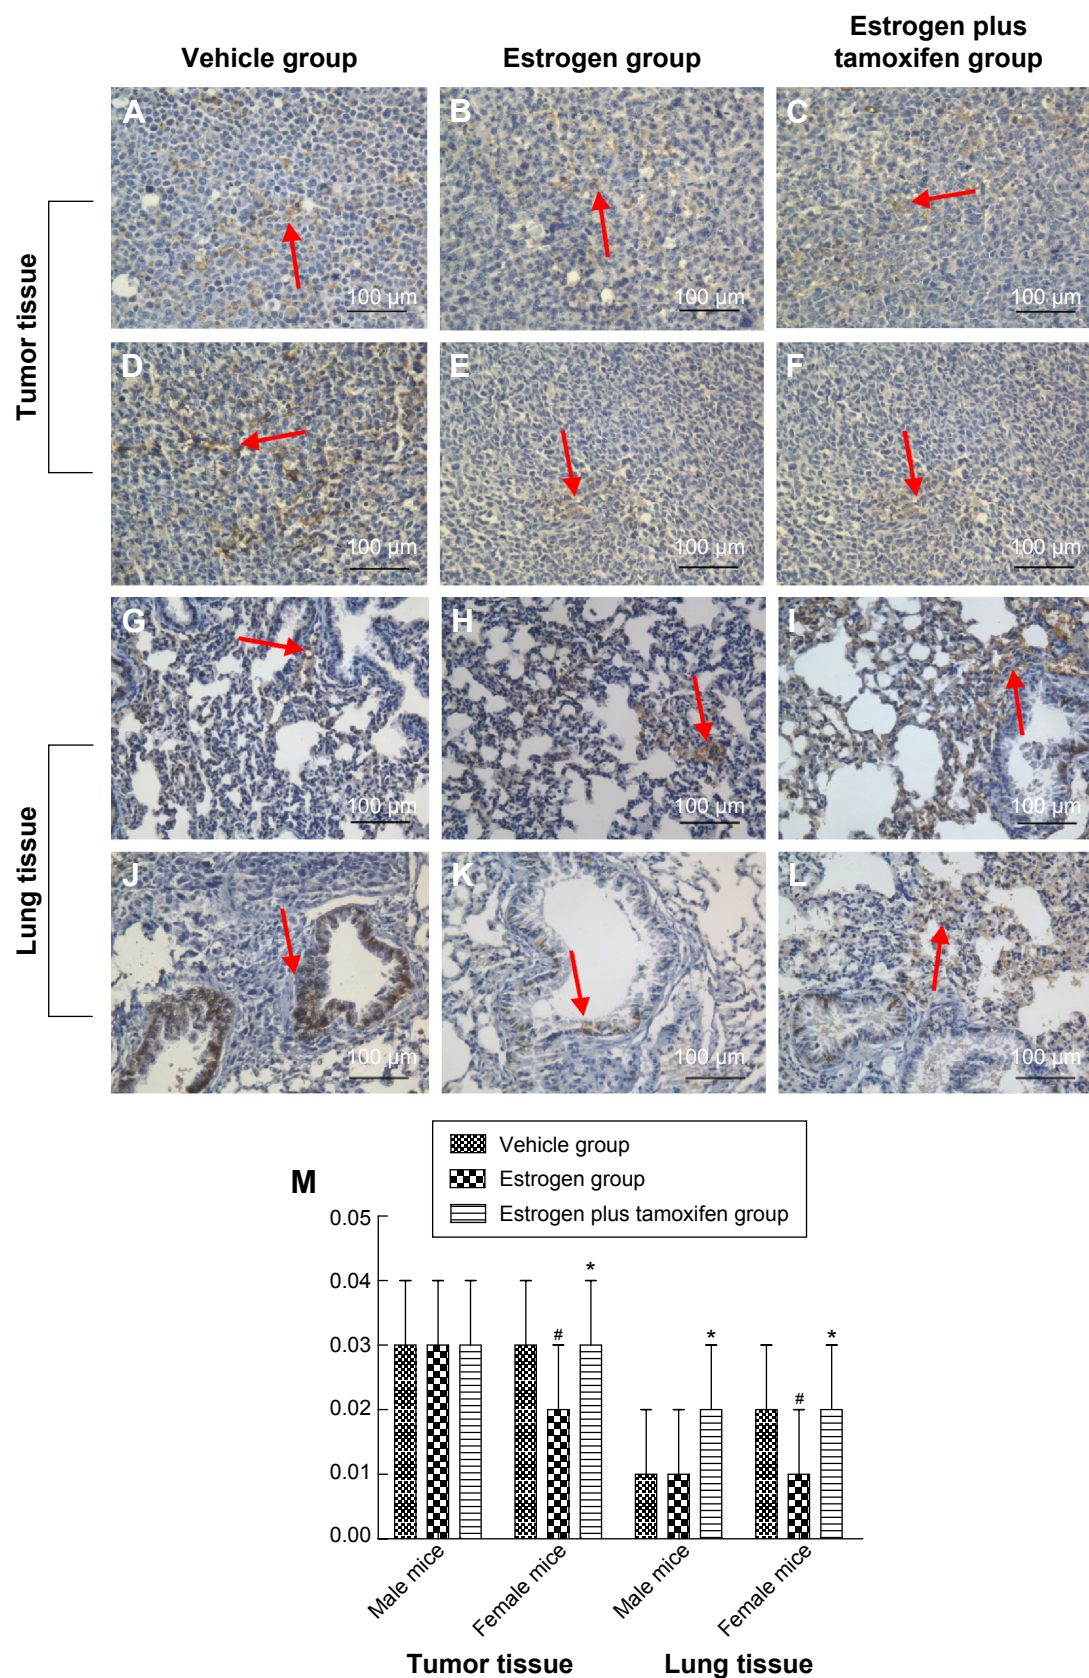 Vehicle group
Estrogen group
Estrogen plus
tamoxifen group
Tumor tissue
A
100 µm
B
100 µm
C
100 µm
D
100 µm
E
100 µm
F
100 µm
Lung tissue
G
100 µm
H
100 µm
I
100 µm
J
100 µm
K
100 µm
L
100 µm
M
Vehicle group
Estrogen group
Estrogen plus tamoxifen group
0.05
0.04
0.03
0.02
0.01
0.00
#
*
*
#
*
Male mice
Female mice
Male mice
Female mice
Tumor tissue
Lung tissue